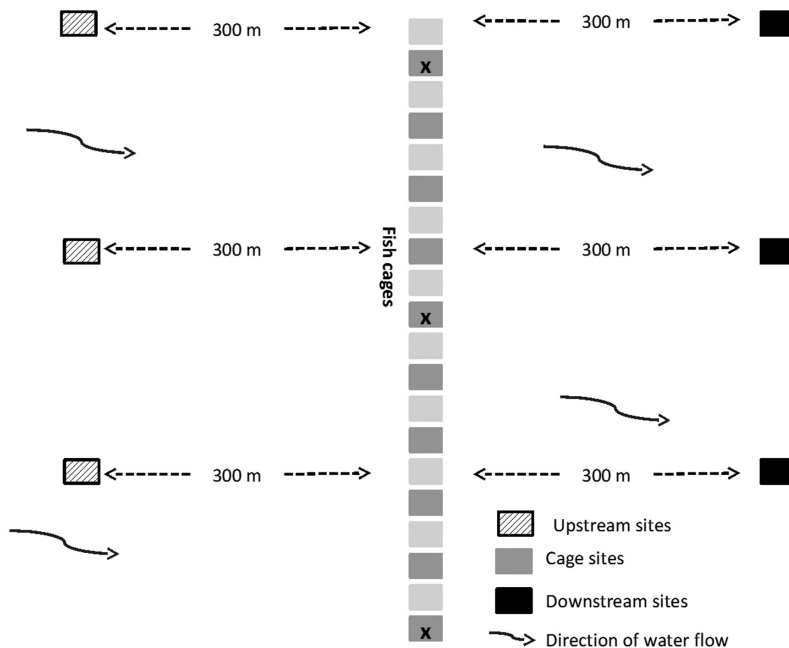 300 m
300 m
x
Fish cages
300 m
300 m
x
300 m
300 m
Upstream sites
Cage sites
Downstream sites
x
Direction of water flow